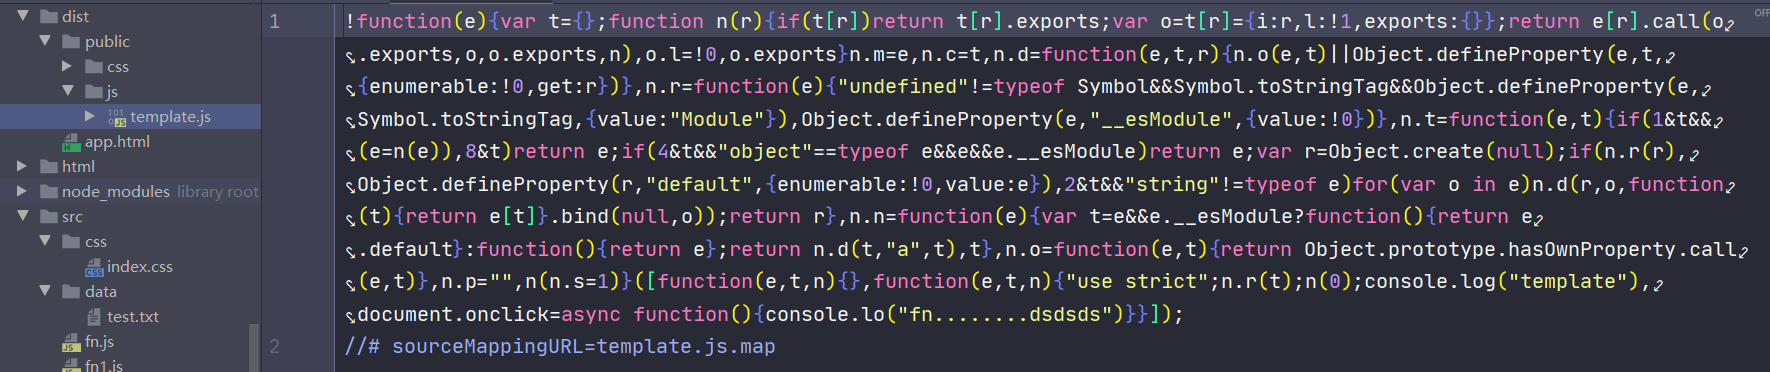 dist
public
css
js
template.js
app.html
html
node_modules library root
src
css
index.css
data
test.txt
fn.js
fn1.js
OFF
1 !function(e){var t={};function n(r){if(t[r])return t[r].exports;var o=t[r]={i:r,l:!1,exports:{}};return e[r].call(o
.exports,o,o.exports,n),o.l=!0,o.exports}n.m=e,n.c=t,n.d=function(e,t,r){n.o(e,t)||Object.defineProperty(e,t,
{enumerable:!0,get:r})},n.r=function(e){"undefined"!=typeof Symbol&&Symbol.toStringTag&&Object.defineProperty(e,
Symbol.toStringTag,{value:"Module"}),Object.defineProperty(e,"__esModule",{value:!0})},n.t=function(e,t){if(1&t&&
(e=n(e)),8&t)return e;if(4&t&&"object"==typeof e&&e&&e.__esModule)return e;var r=Object.create(null);if(n.r(r),
Object.defineProperty(r,"default",{enumerable:!0,value:e}),2&t&&"string"!=typeof e)for(var o in e)n.d(r,o,function
(t){return e[t]}.bind(null,o));return r},n.n=function(e){var t=e&&e.__esModule?function(){return e
.default}:function(){return e};return n.d(t,"a",t),t},n.o=function(e,t){return Object.prototype.hasOwnProperty.call
(e,t)},n.p="",n(n.s=1)}([function(e,t,n){},function(e,t,n){"use strict";n.r(t);n(0);console.log("template"),
document.onclick=async function(){console.lo("fn........dsdsds")}}]);
2 //# sourceMappingURL=template.js.map